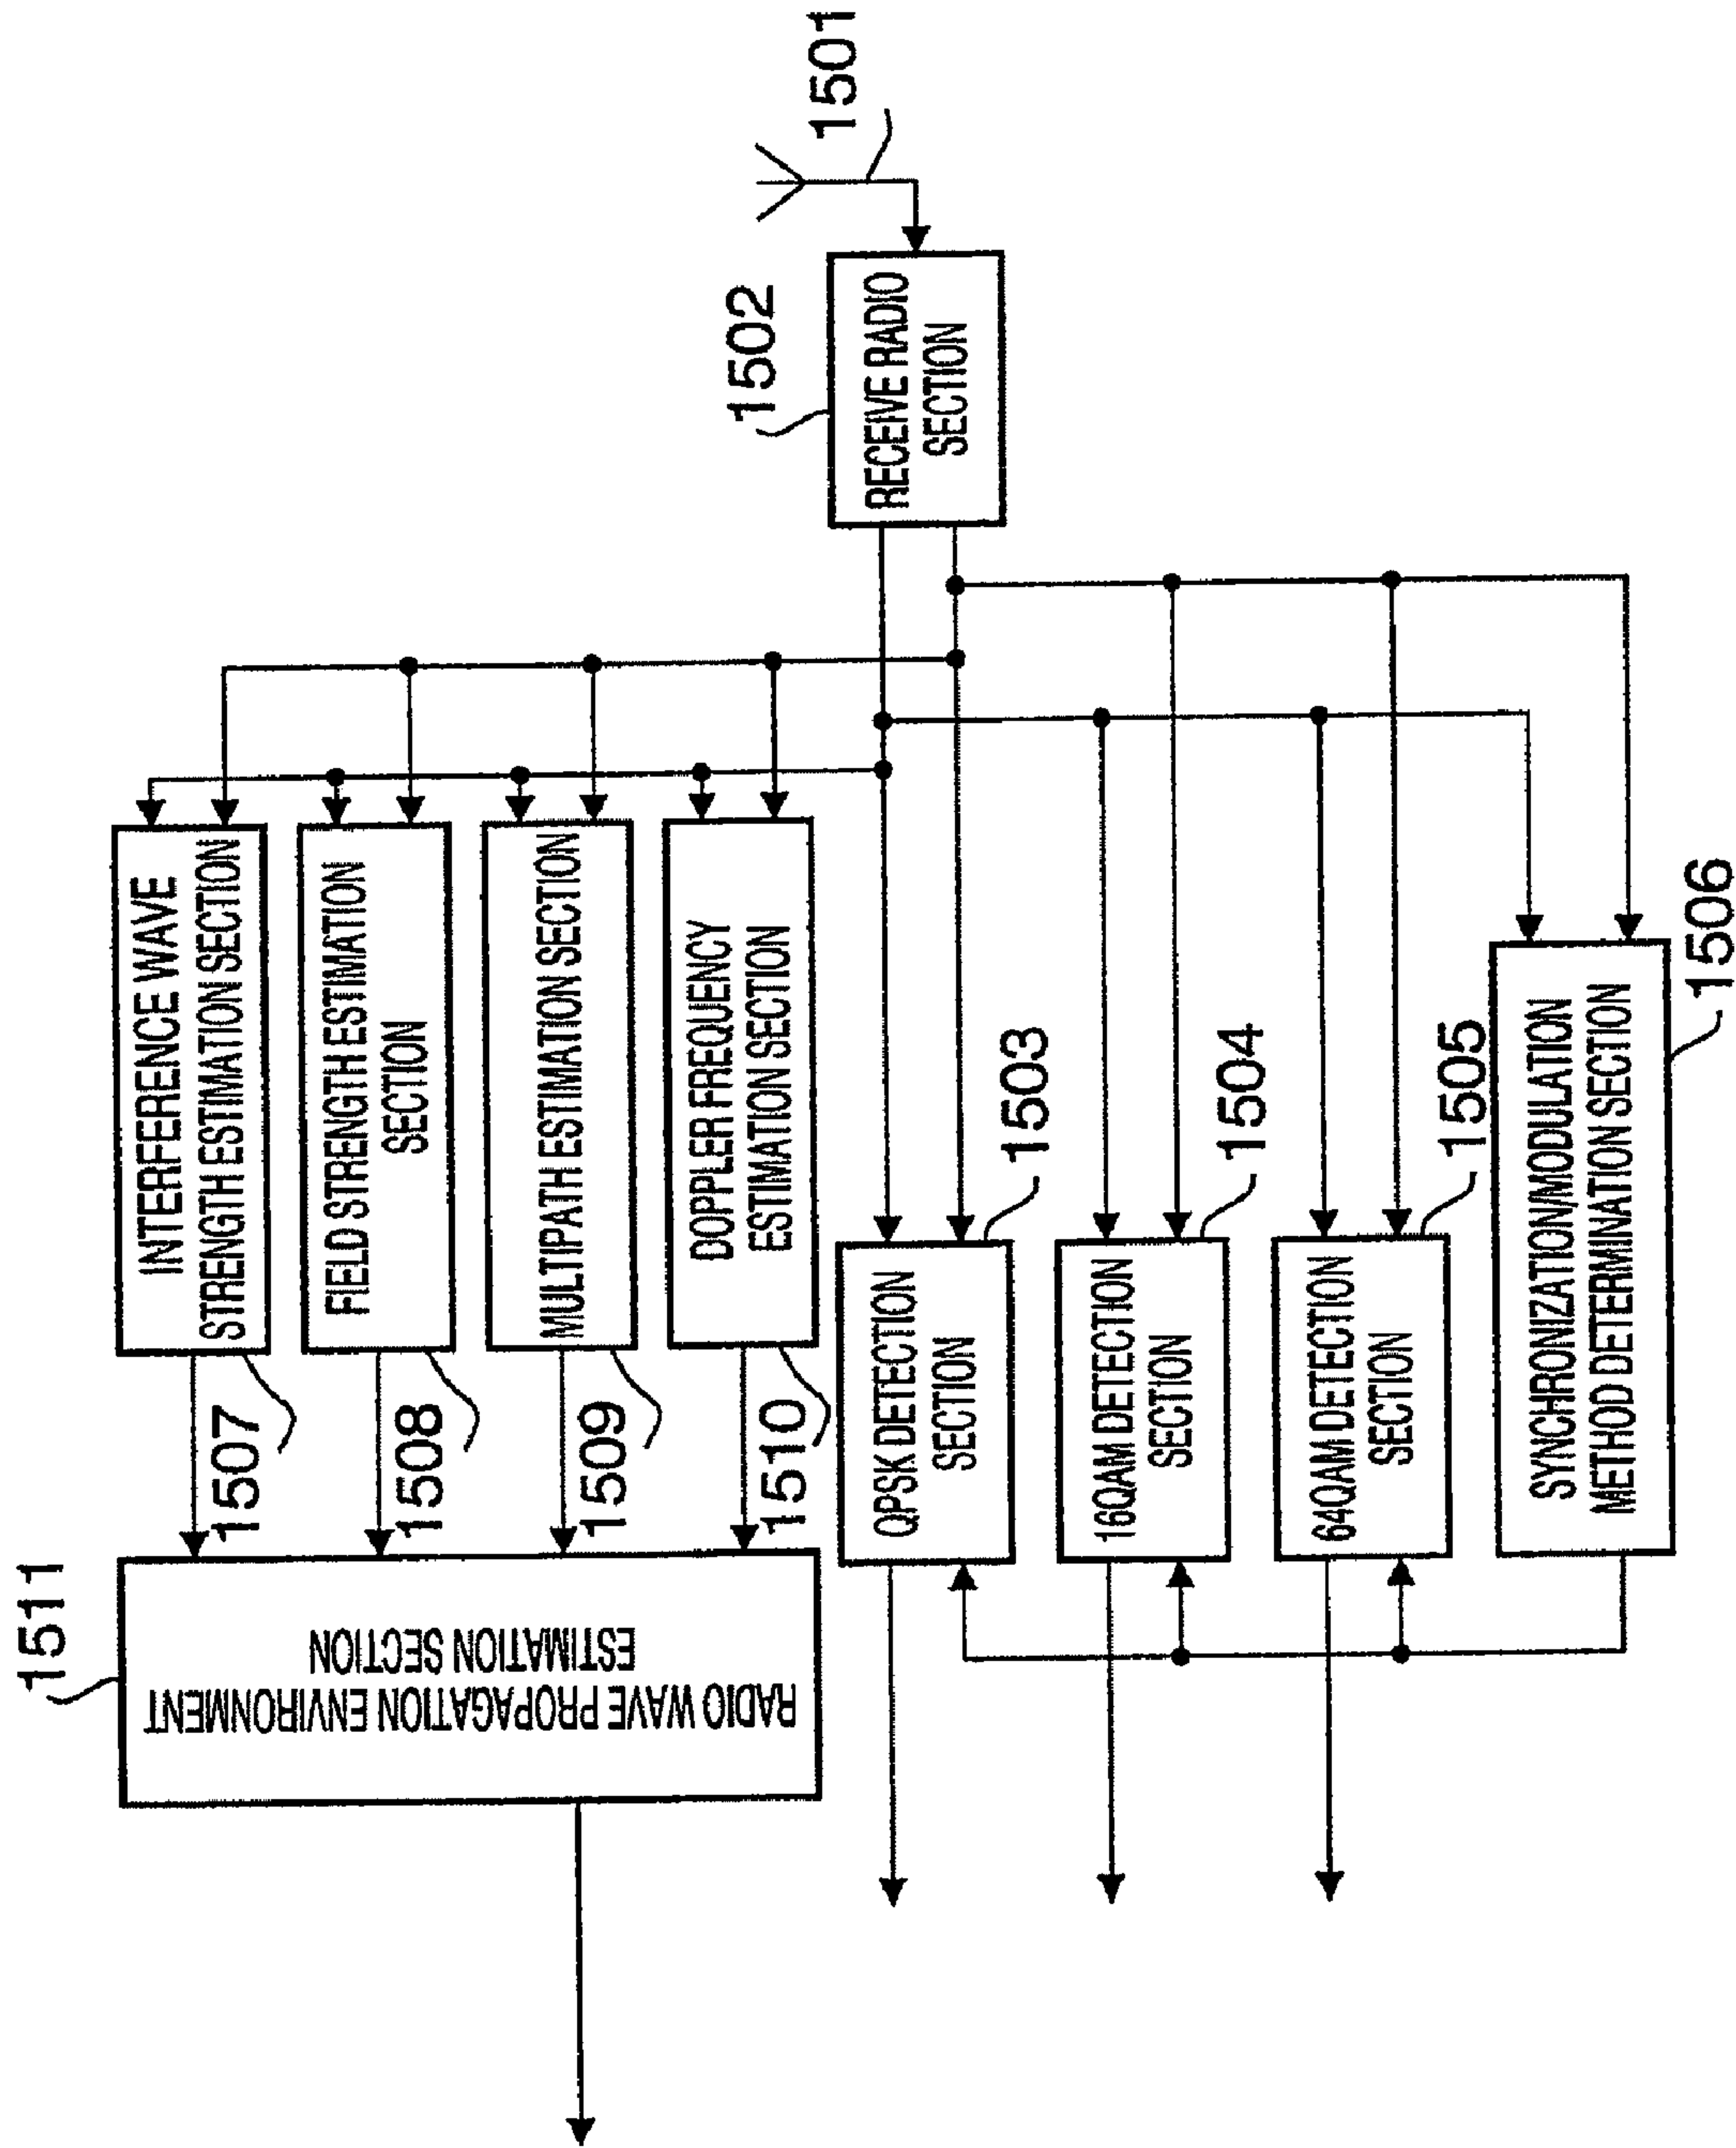 1501
1502
RECEIVE RADIO
SECTION
INTERFERENCE WAVE
STRENGTH ESTIMATION SECTION
1507
FIELD STRENGTH ESTIMATION
SECTION
1508
MULTIPATH ESTIMATION SECTION
1509
DOPPLER FREQUENCY
ESTIMATION SECTION
1510
1511
RADIO WAVE PROPAGATION ENVIRONMENT
ESTIMATION SECTION
QPSK DETECTION
SECTION
1503
16QAM DETECTION
SECTION
1504
64QAM DETECTION
SECTION
1505
SYNCHRONIZATION/MODULATION
METHOD DETERMINATION SECTION
1506